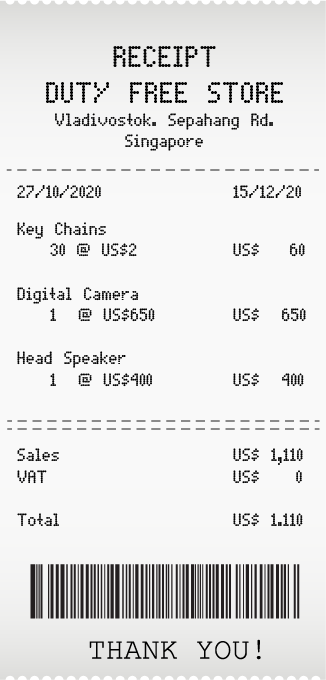 RECEIPT
DUTY FREE STORE
Vladivostok. Sepahang Rd.
Singapore
27/10/2020 15/12/20
Key Chains
30 @ US$2 US$ 60
Digital Camera
1 @ US$650 US$ 650
Head Speaker
1 @ US$400 US$ 400
Sales US$ 1,110
VAT US$ 0
Total US$ 1.110
THANK YOU!